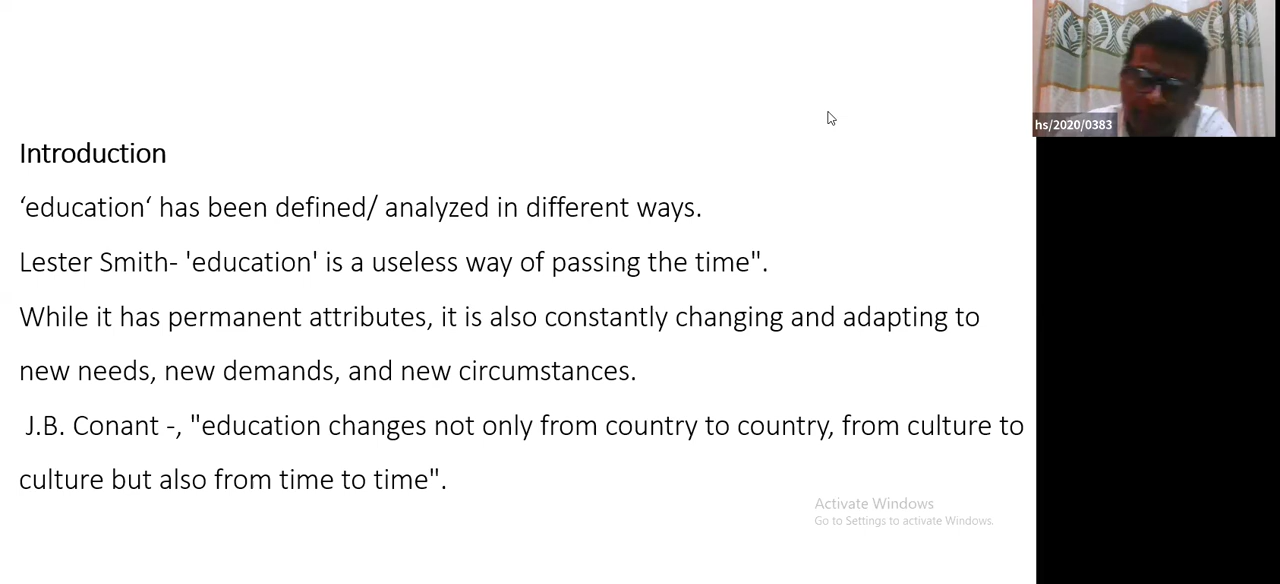 Introduction
‘education‘ has been defined/ analyzed in different ways.
Lester Smith- 'education' is a useless way of passing the time".
While it has permanent attributes, it is also constantly changing and adapting to
new needs, new demands, and new circumstances.
J.B. Conant -, "education changes not only from country to country, from culture to
culture but also from time to time".
Activate Windows
Go to Settings to activate Windows.
hs/2020/0383